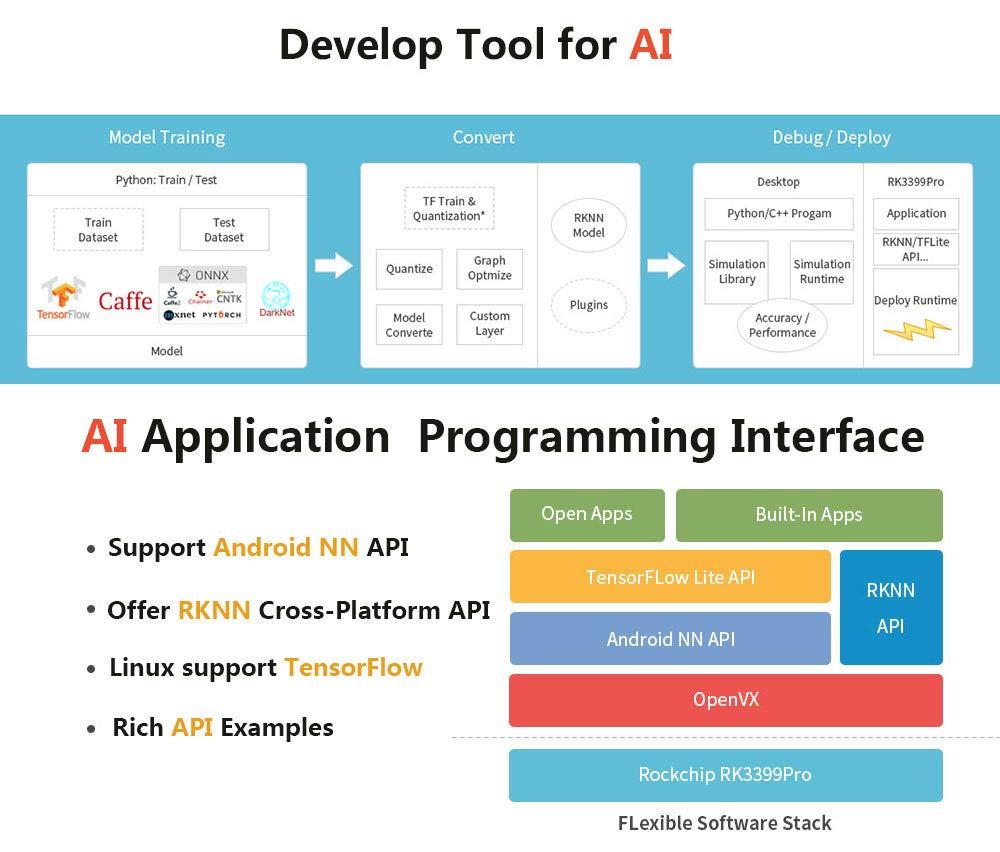 Develop Tool for AI
Model Training
Convert
Debug / Deploy
Python: Train / Test
Train
Dataset
Test
Dataset
TensorFlow
Caffe
ONNX
Caffe2
Chainer
Microsoft
CNTK
mxnet
PYTORCH
DarkNet
Model
TF Train &
Quantization*
Quantize
Graph
Optmize
Model
Converte
Custom
Layer
RKNN
Model
Plugins
Desktop
Python/C++ Progam
Simulation
Library
Simulation
Runtime
Accuracy /
Performance
RK3399Pro
Application
RKNN/TFLite
API...
Deploy Runtime
AI Application Programming Interface
• Support Android NN API
• Offer RKNN Cross-Platform API
• Linux support TensorFlow
• Rich API Examples
Open Apps
Built-In Apps
TensorFLow Lite API
RKNN
API
Android NN API
OpenVX
Rockchip RK3399Pro
FLexible Software Stack